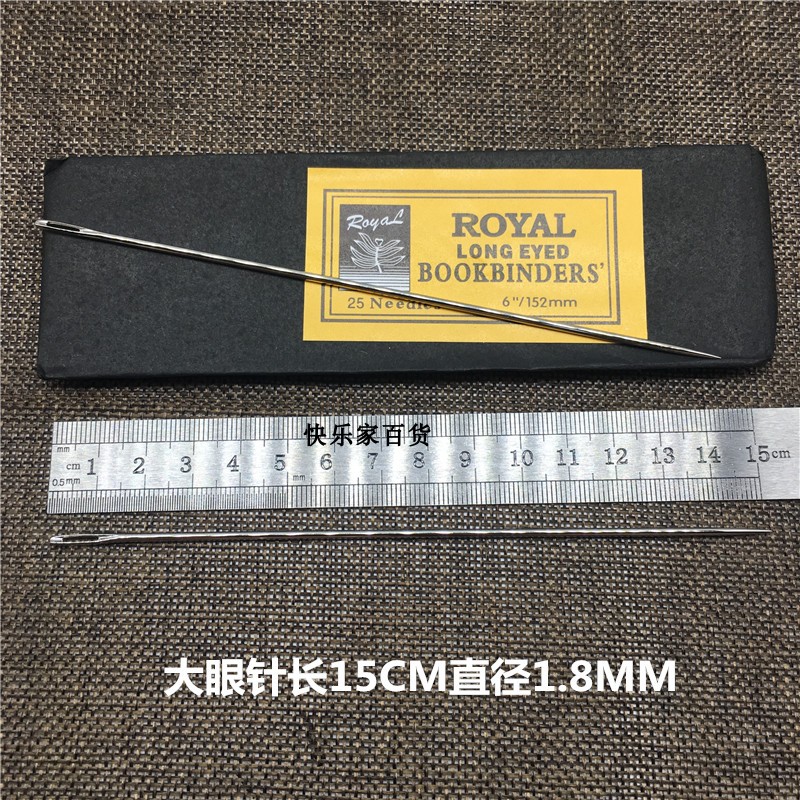 RoyaL
ROYAL
LONG EYED
BOOKBINDERS'
25 Needles 6"/152mm
快乐家百货
mm
cm 1 2 3 4 5 6 7 8 9 10 11 12 13 14 15cm
0.5mm
大眼针长15CM直径1.8MM